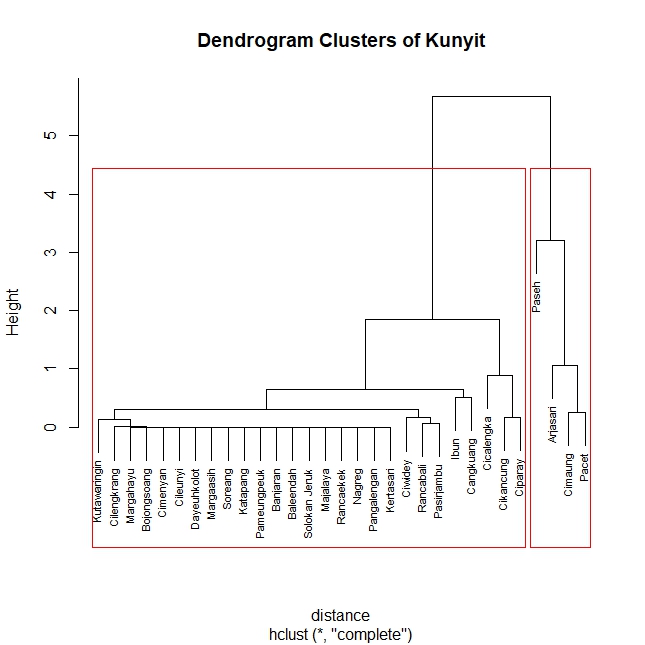 Dendrogram Clusters of Kunyit
Height
5
4
3
2
1
0
Kutawaringin
Cilengkrang
Margahayu
Bojongsoang
Cimenyan
Cileunyi
Dayeuhkolot
Margaasih
Soreang
Katapang
Pameungpeuk
Banjaran
Baleendah
Solokan Jeruk
Majalaya
Rancaekek
Nagreg
Pangalengan
Kertasari
Ciwidey
Rancabali
Pasirjambu
Ibun
Cangkuang
Cicalengka
Cikancung
Ciparay
Paseh
Arjasari
Cimaung
Pacet
distance
hclust (*, "complete")